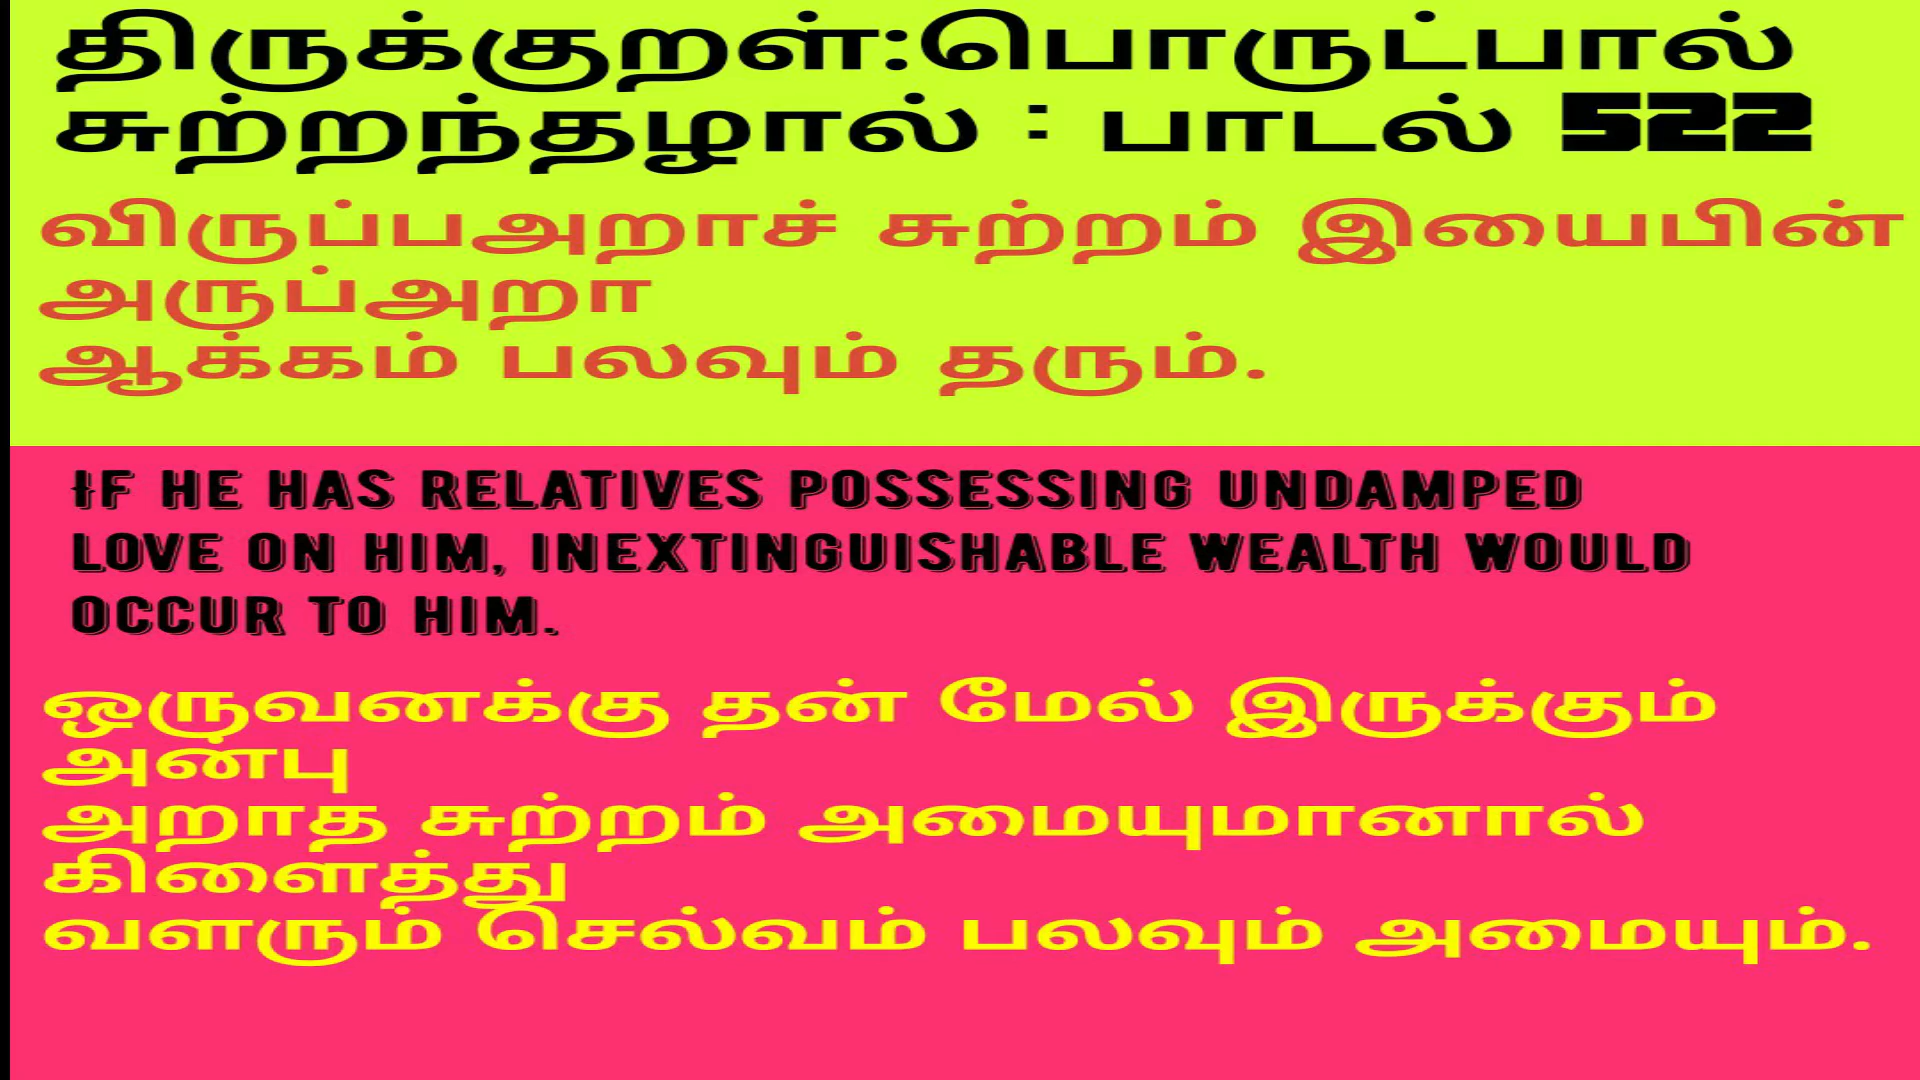 திருக்குறள்:பொருட்பால்
சுற்றந்தழால் : பாடல் 522
விருப்பஅறாச் சுற்றம் இயைபின்
அருப்அறா
ஆக்கம் பலவும் தரும்.
IF HE HAS RELATIVES POSSESSING UNDAMPED
LOVE ON HIM, INEXTINGUISHABLE WEALTH WOULD
OCCUR TO HIM.
ஒருவனக்கு தன் மேல் இருக்கும்
அன்பு
அறாத சுற்றம் அமையுமானால்
கிளைத்து
வளரும் செல்வம் பலவும் அமையும்.